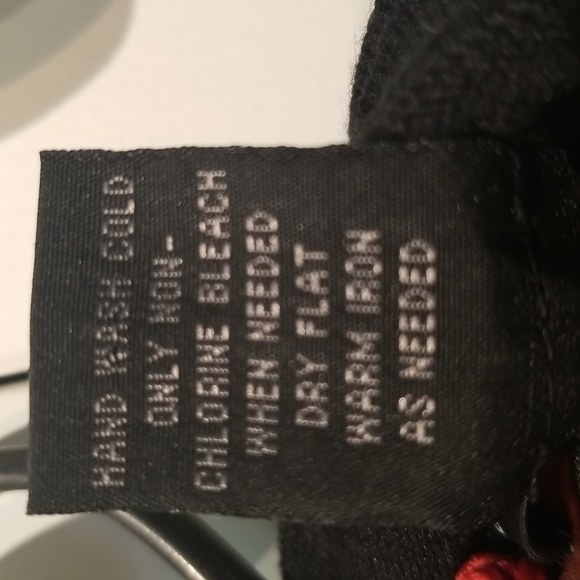 HAND WASH COLD
ONLY NON-
CHLORINE BLEACH
WHEN NEEDED
DRY FLAT
WARM IRON
AS NEEDED